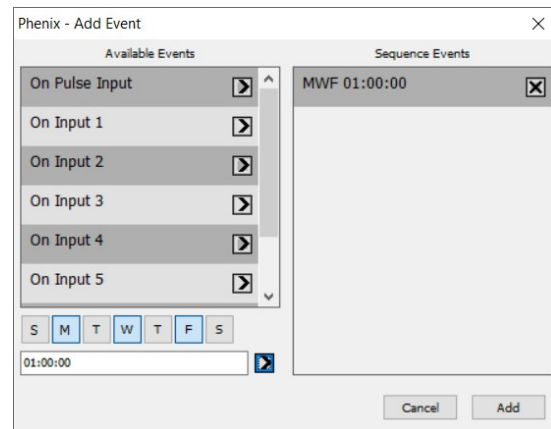 Phenix - Add Event
Available Events
On Pulse Input
On Input 1
On Input 2
On Input 3
On Input 4
On Input 5
S M T W T F S
01:00:00
Sequence Events
MWF 01:00:00
Cancel Add